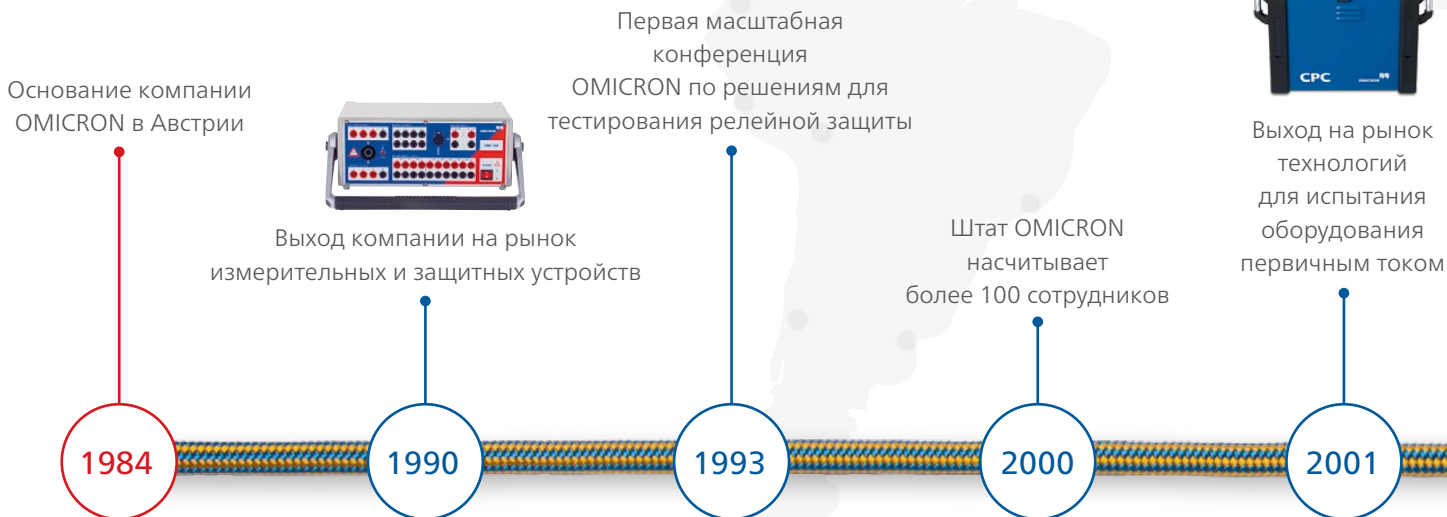 Основание компании
OMICRON в Австрии
Выход компании на рынок
измерительных и защитных устройств
Первая масштабная
конференция
OMICRON по решениям для
тестирования релейной защиты
Штат OMICRON
насчитывает
более 100 сотрудников
CPC
Выход на рынок
технологий
для испытания
оборудования
первичным током
1984
1990
1993
2000
2001